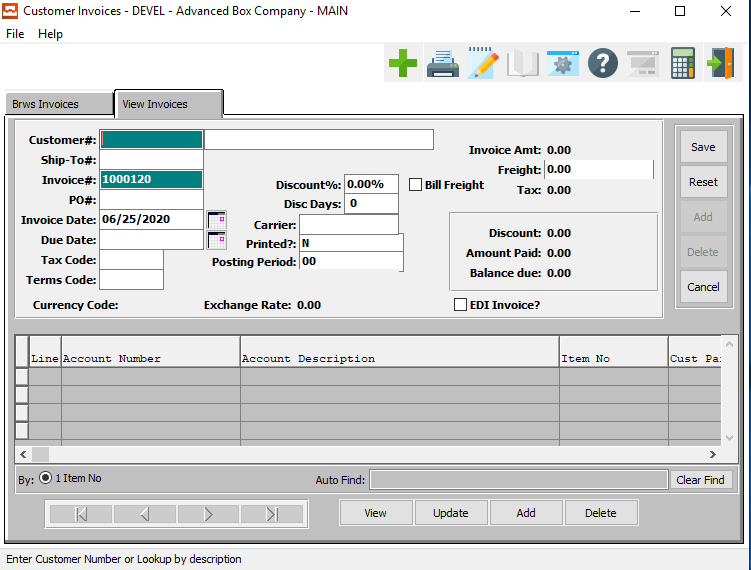 Customer Invoices - DEVEL - Advanced Box Company - MAIN
File Help
Brws Invoices
View Invoices
Customer#:
Ship-To#:
Invoice#: 1000120
PO#:
Invoice Date: 06/25/2020
Due Date:
Tax Code:
Terms Code:
Discount%: 0.00%
Bill Freight
Disc Days: 0
Carrier:
Printed?: N
Posting Period: 00
Invoice Amt: 0.00
Freight: 0.00
Tax: 0.00
Discount: 0.00
Amount Paid: 0.00
Balance due: 0.00
Currency Code:
Exchange Rate: 0.00
EDI Invoice?
Save
Reset
Add
Delete
Cancel
Line Account Number Account Description Item No Cust Pa
By: 1 Item No
Auto Find:
Clear Find
View Update Add Delete
Enter Customer Number or Lookup by description